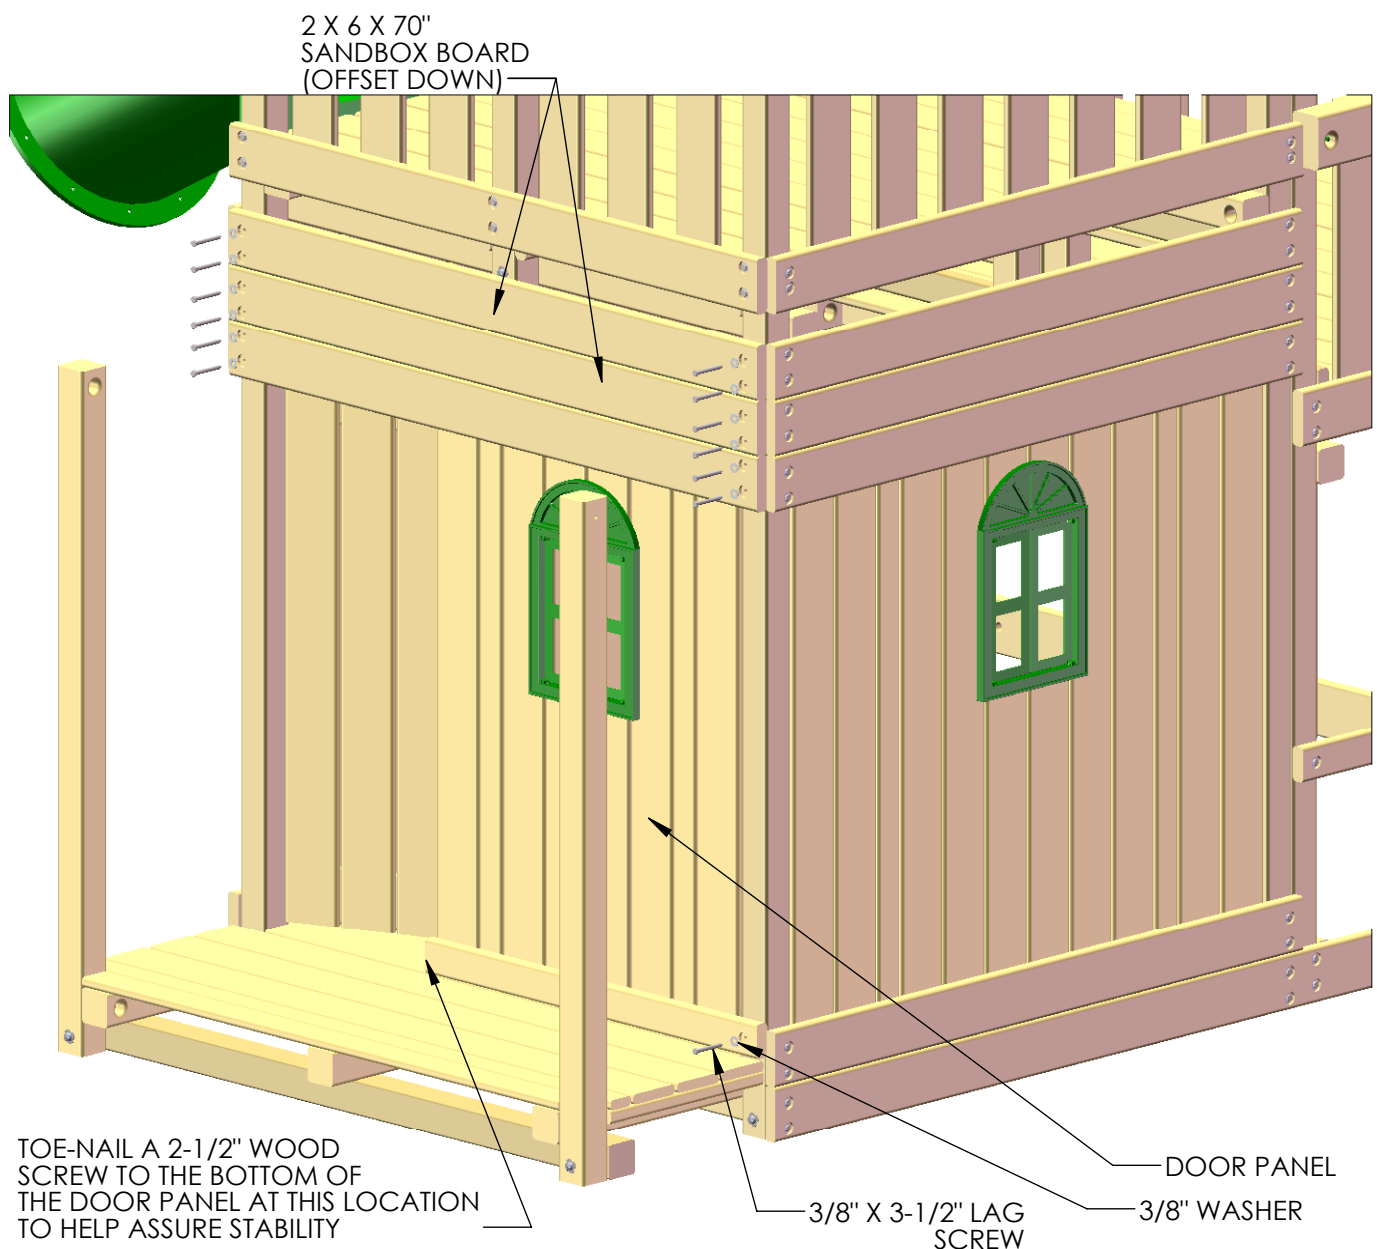 2 X 6 X 70"
SANDBOX BOARD
(OFFSET DOWN)
TOE-NAIL A 2-1/2" WOOD
SCREW TO THE BOTTOM OF
THE DOOR PANEL AT THIS LOCATION
TO HELP ASSURE STABILITY
DOOR PANEL
3/8" X 3-1/2" LAG
SCREW
3/8" WASHER